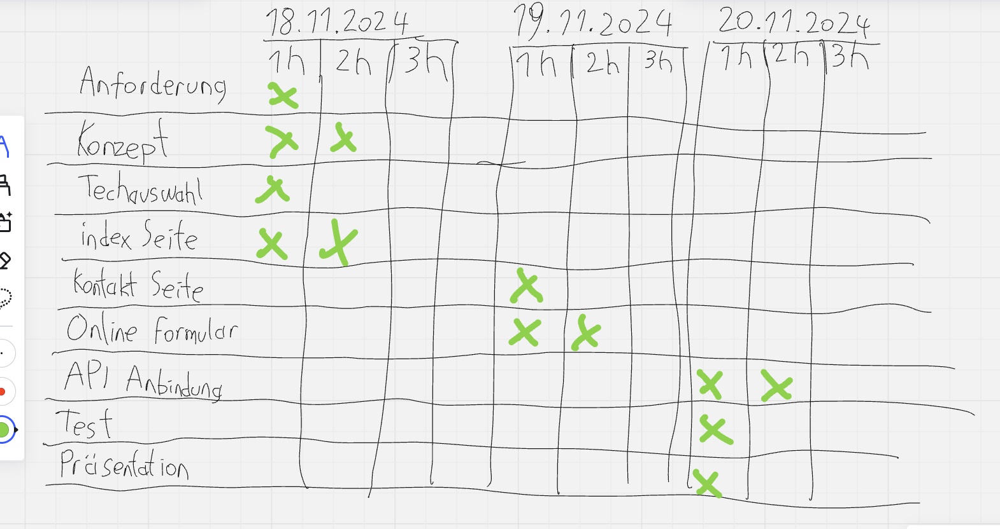 18.11.2024 19.11.2024 20.11.2024
1h 2h 3h 1h 2h 3h 1h 2h 3h
Anforderung x
Konzept x x
Techauswahl x
index Seite x x
Kontakt Seite x
Online formular x x
API Anbindung x x
Test x
Präsentation x